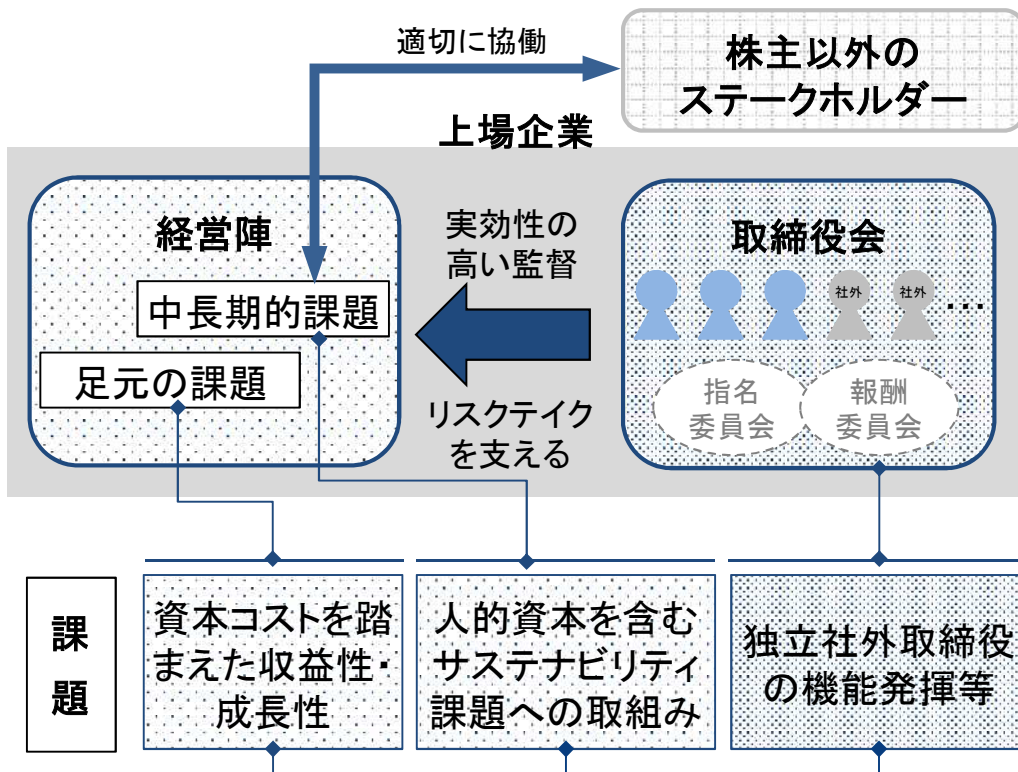 適切に協働
株主以外の
ステークホルダー
上場企業
経営陣
中長期的課題
足元の課題
実効性の
高い監督
リスクテイク
を支える
取締役会
社外
社外
...
指名
委員会
報酬
委員会
課
題
資本コストを踏
まえた収益性・
成長性
人的資本を含む
サステナビリティ
課題への取組み
独立社外取締役
の機能発揮等